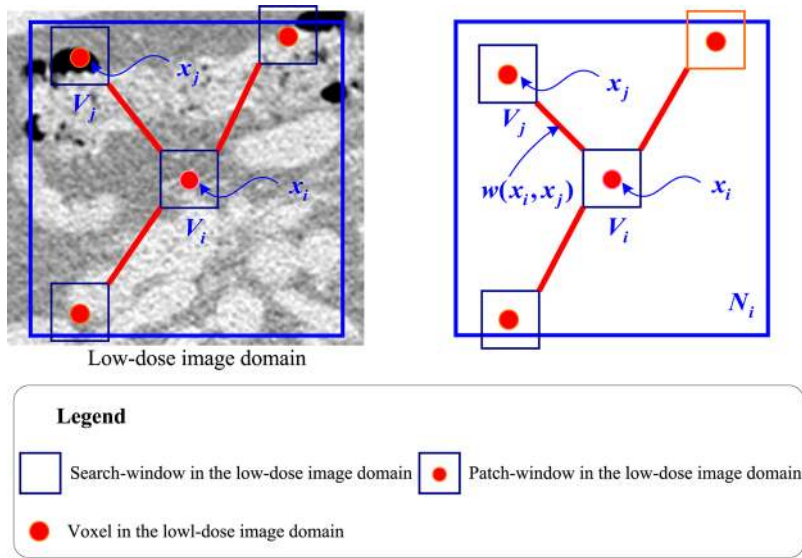 x_j
V_j
x_i
V_i
Low-dose image domain
x_j
V_j
w(x_i, x_j)
x_i
V_i
N_i
Legend
Search-window in the low-dose image domain
Patch-window in the low-dose image domain
Voxel in the lowl-dose image domain